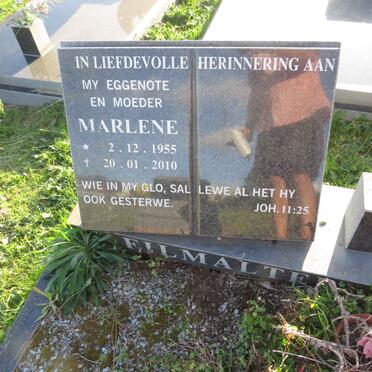 IN LIEFDEVOLLE HERINNERING AAN
MY EGGENOTE
EN MOEDER
MARLENE
* 2. 12. 1955
† 20. 01. 2010
WIE IN MY GLO, SAL LEWE AL HET HY
OOK GESTERWE. JOH. 11:25
FILMALTER